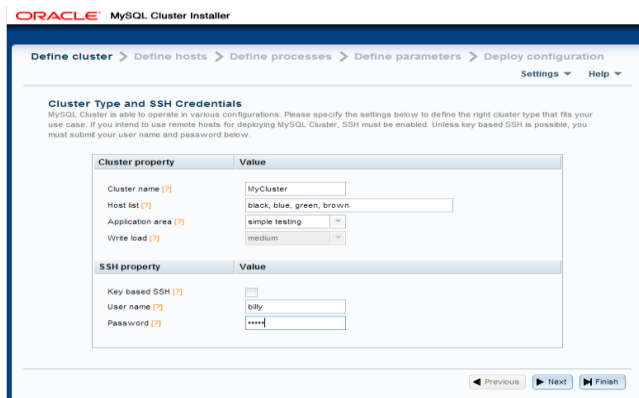 ORACLE MySQL Cluster Installer
Define cluster > Define hosts > Define processes > Define parameters > Deploy configuration
Settings Help
Cluster Type and SSH Credentials
MySQL Cluster is able to operate in various configurations. Please specify the settings below to define the right cluster type that fits your
use case. If you intend to use remote hosts for deploying MySQL Cluster, SSH must be enabled. Unless key based SSH is possible, you
must submit your user name and password below.
Cluster property Value
Cluster name [?] MyCluster
Host list [?] black, blue, green, brown
Application area [?] simple testing
Write load [?] medium
SSH property Value
Key based SSH [?]
User name [?] billy
Password [?] •••••
Previous Next Finish